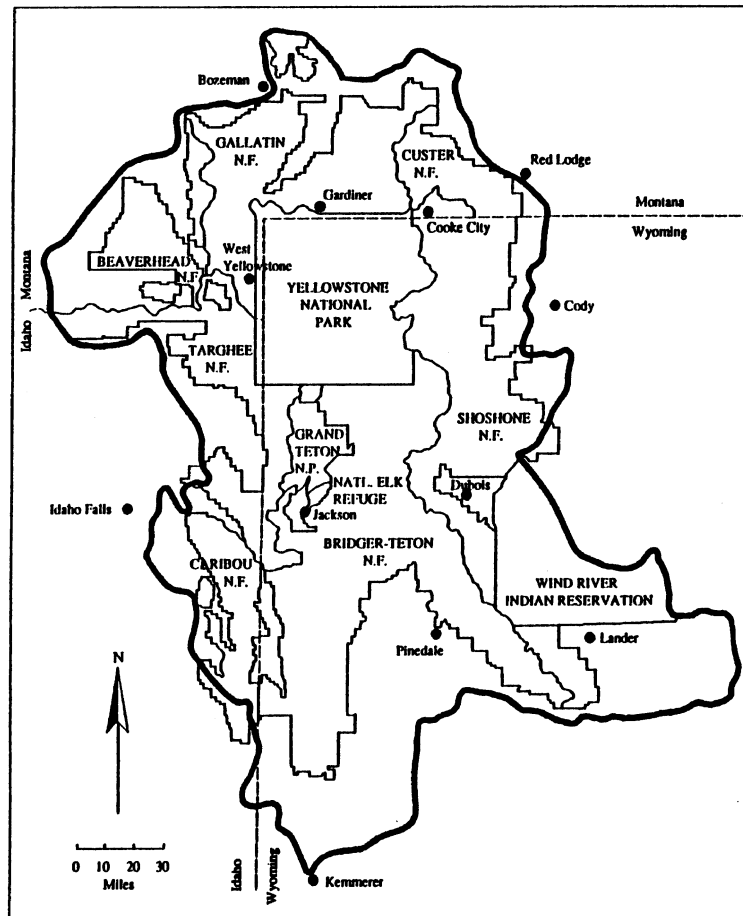 Bozeman
GALLATIN
N.F.
CUSTER
N.F.
Red Lodge
Gardiner
Cooke City
Montana
Wyoming
BEAVERHEAD
N.F.
West
Yellowstone
YELLOWSTONE
NATIONAL
PARK
Cody
Montana
Idaho
TARGHEE
N.F.
GRAND
TETON
N.P.
SHOSHONE
N.F.
NATL. ELK
REFUGE
Dubois
Idaho Falls
Jackson
BRIDGER-TETON
N.F.
CARIBOU
N.F.
WIND RIVER
INDIAN RESERVATION
Pinedale
Lander
N
0 10 20 30
Miles
Idaho
Wyoming
Kemmerer